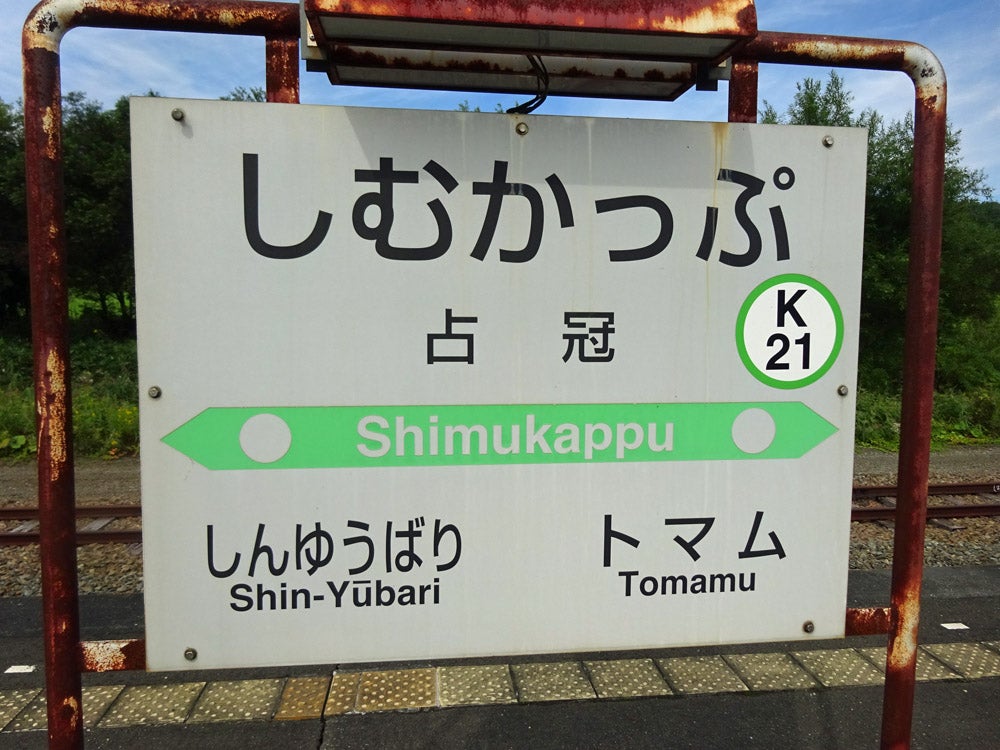 しむかっぷ
占 冠
K
21
Shimukappu
しんゆうばり
Shin-Yūbari
トマム
Tomamu